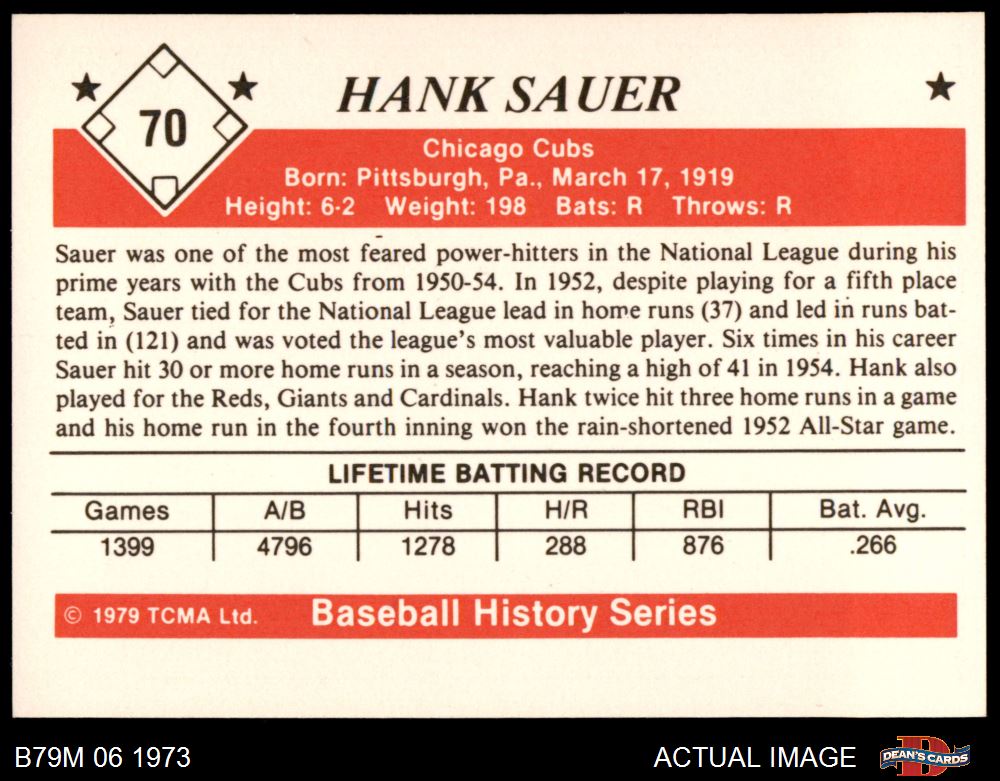 70
HANK SAUER
Chicago Cubs
Born: Pittsburgh, Pa., March 17, 1919
Height: 6-2 Weight: 198 Bats: R Throws: R
Sauer was one of the most feared power-hitters in the National League during his
prime years with the Cubs from 1950-54. In 1952, despite playing for a fifth place
team, Sauer tied for the National League lead in home runs (37) and led in runs bat-
ted in (121) and was voted the league's most valuable player. Six times in his career
Sauer hit 30 or more home runs in a season, reaching a high of 41 in 1954. Hank also
played for the Reds, Giants and Cardinals. Hank twice hit three home runs in a game
and his home run in the fourth inning won the rain-shortened 1952 All-Star game.
LIFETIME BATTING RECORD
Games A/B Hits H/R RBI Bat. Avg.
1399 4796 1278 288 876 .266
© 1979 TCMA Ltd. Baseball History Series
B79M 06 1973
ACTUAL IMAGE
D
DEAN'S CARDS